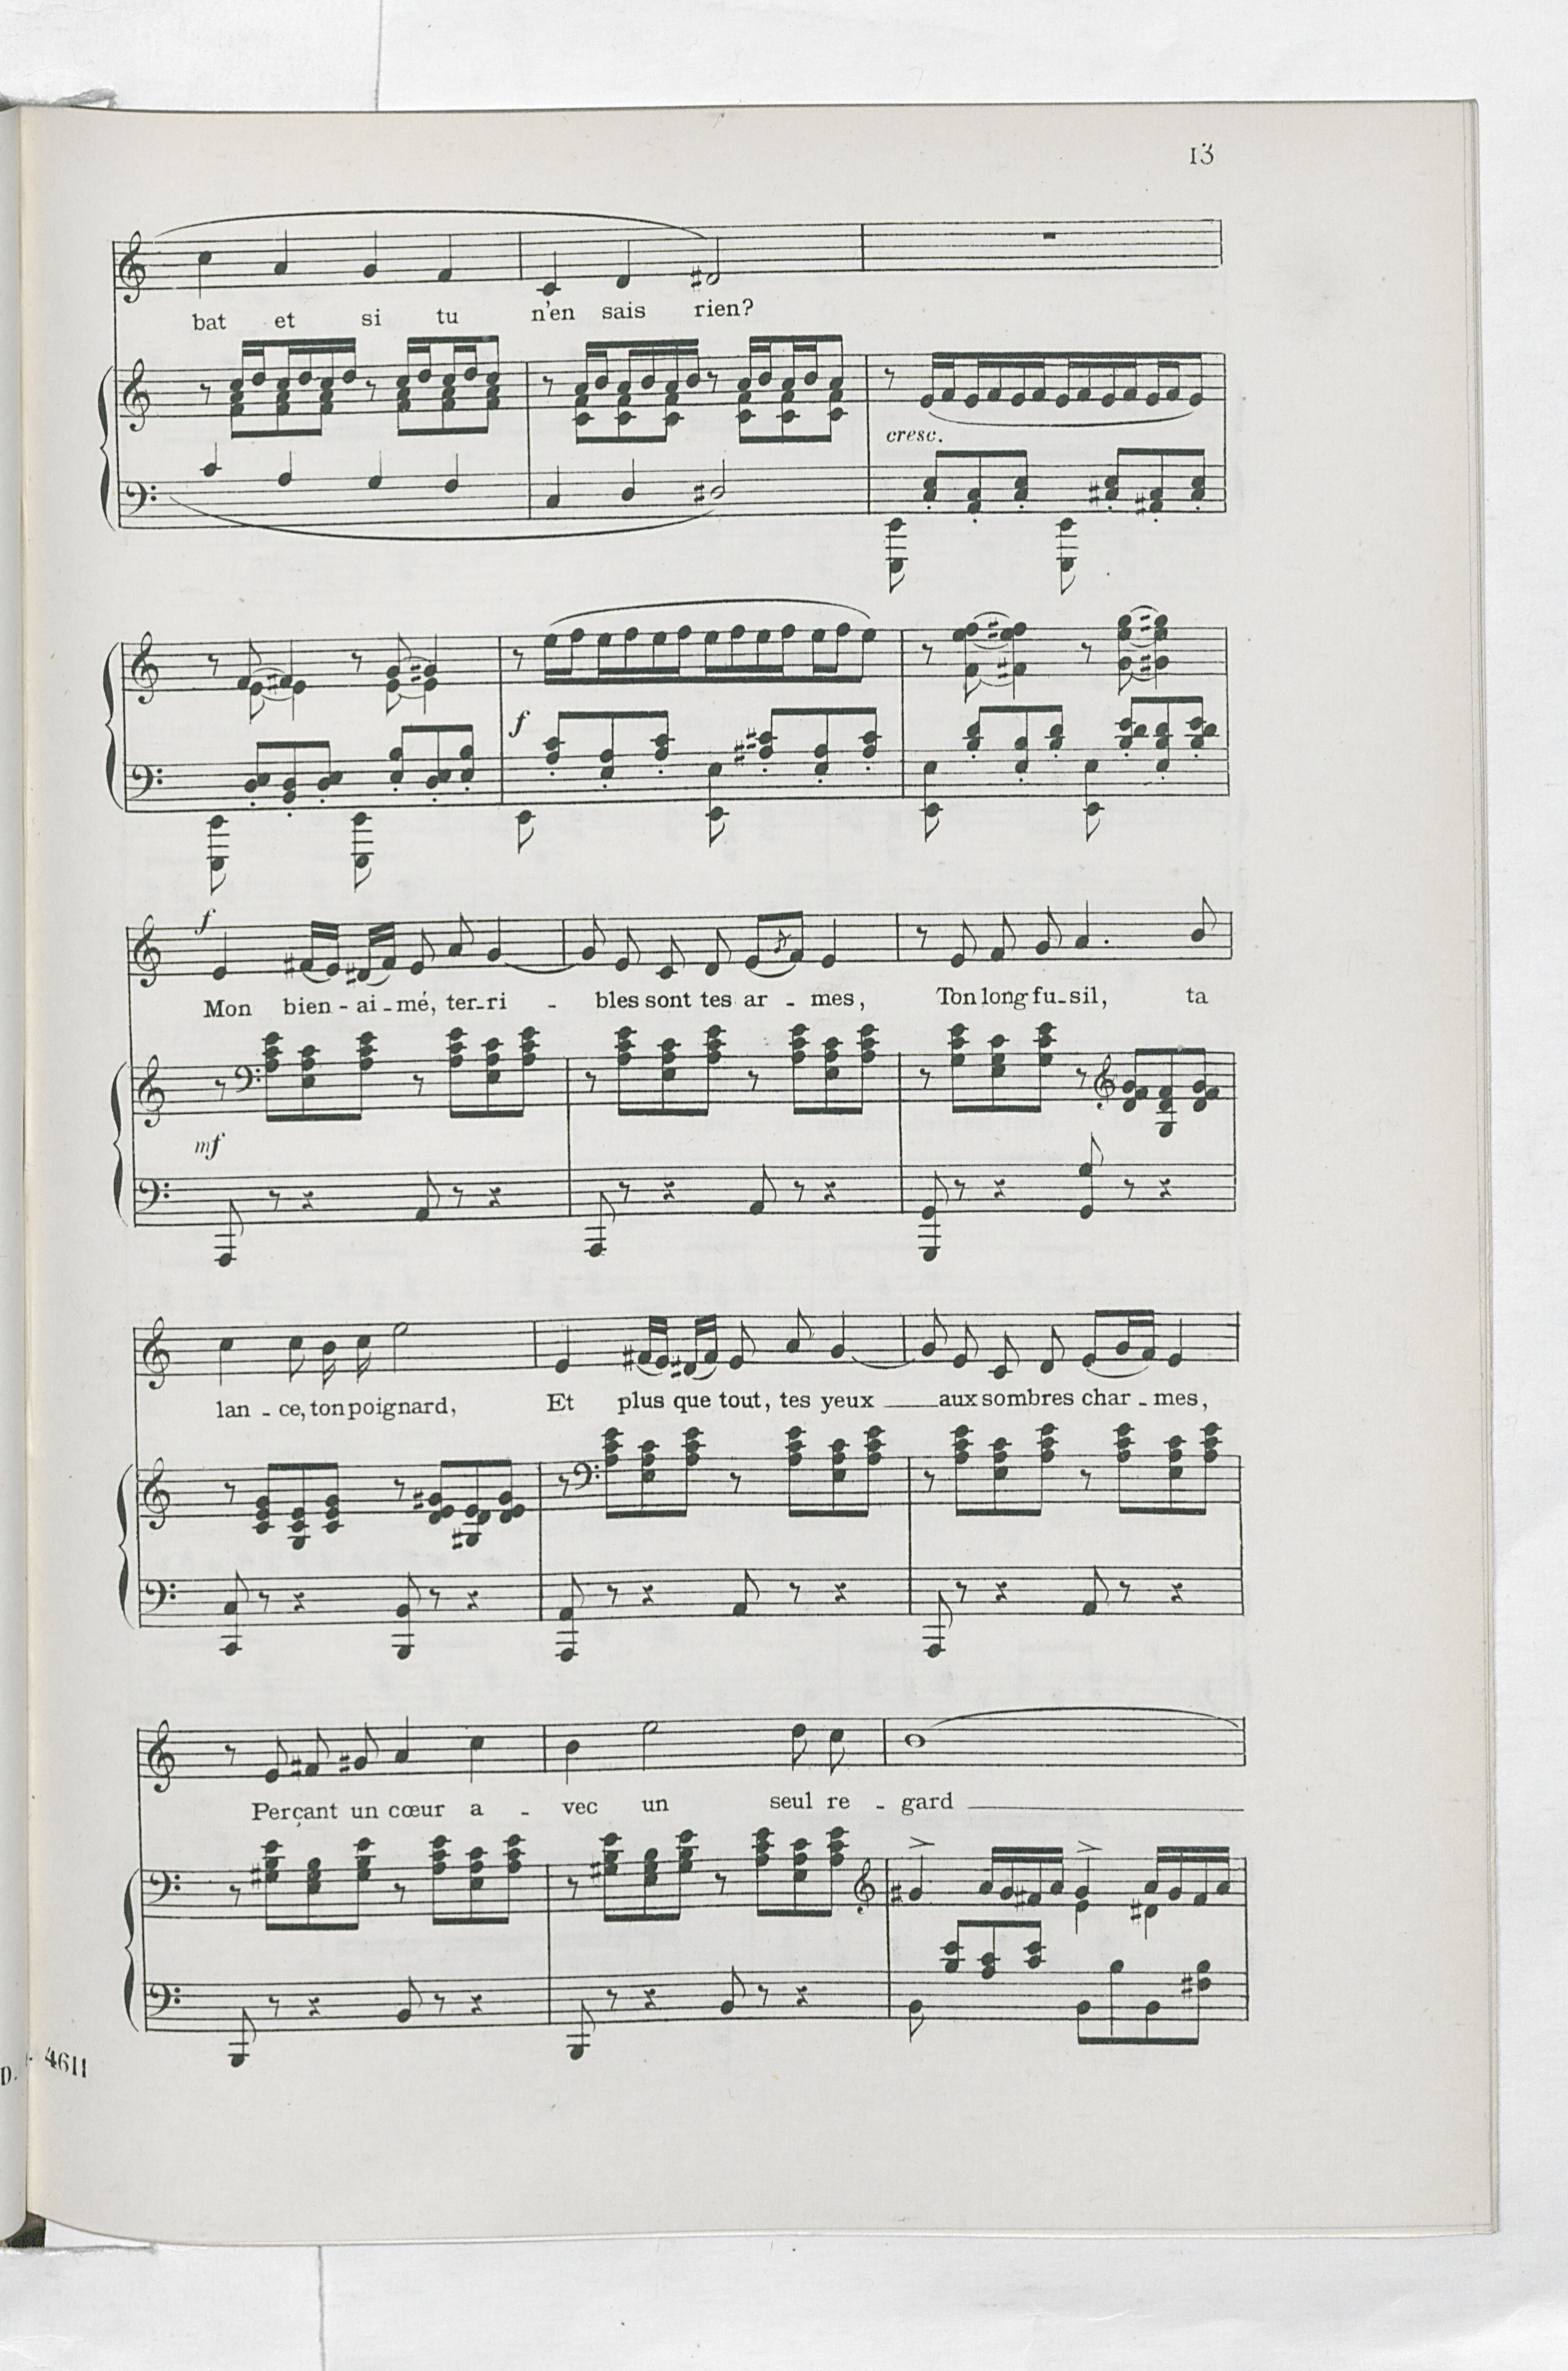 13
bat et si tu n'en sais rien?
cresc.
f
f
Mon bien - ai - mé, ter - ri - bles sont tes ar - mes, Ton long fu - sil, ta
mf
lan - ce, ton poignard, Et plus que tout, tes yeux aux sombres char - mes,
Perçant un cœur a - vec un seul re - gard
4611